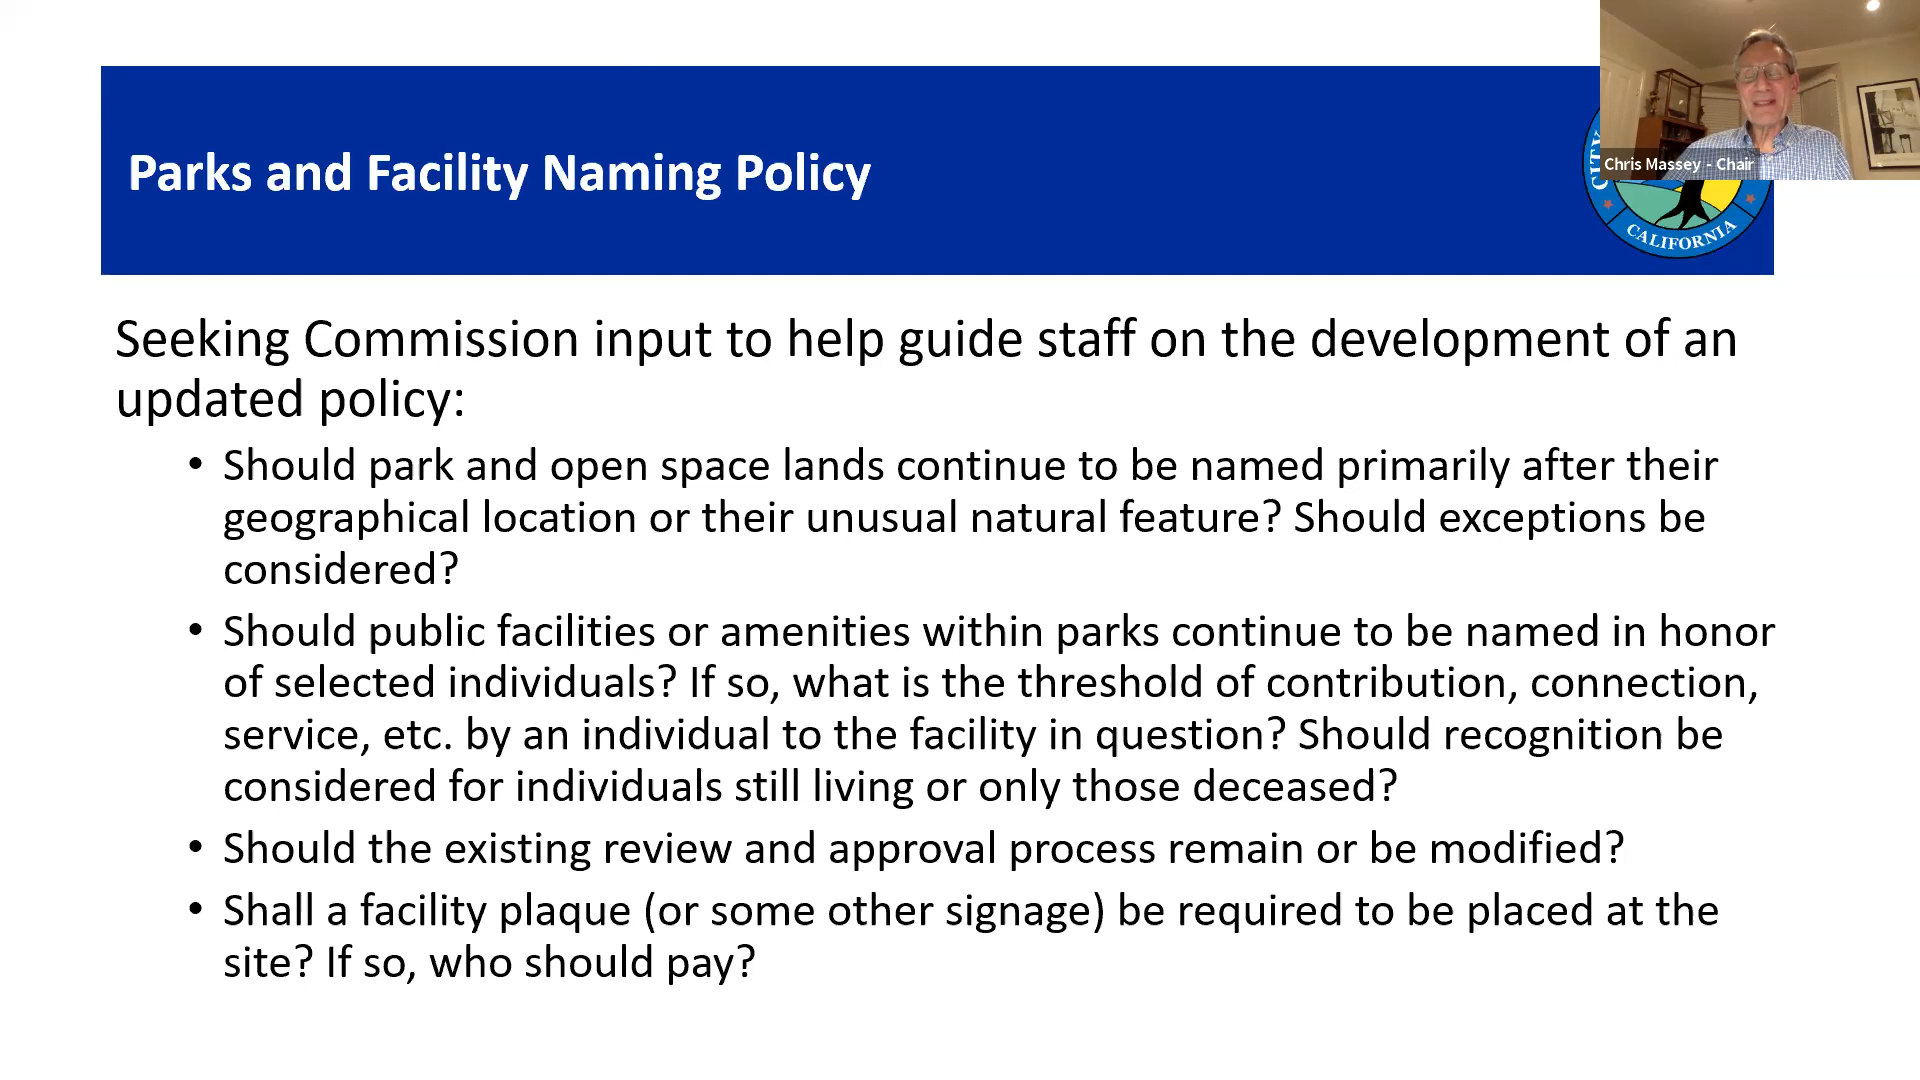 Parks and Facility Naming Policy
Chris Massey - Chair
CITY
CALIFORNIA
Seeking Commission input to help guide staff on the development of an
updated policy:
• Should park and open space lands continue to be named primarily after their
geographical location or their unusual natural feature? Should exceptions be
considered?
• Should public facilities or amenities within parks continue to be named in honor
of selected individuals? If so, what is the threshold of contribution, connection,
service, etc. by an individual to the facility in question? Should recognition be
considered for individuals still living or only those deceased?
• Should the existing review and approval process remain or be modified?
• Shall a facility plaque (or some other signage) be required to be placed at the
site? If so, who should pay?